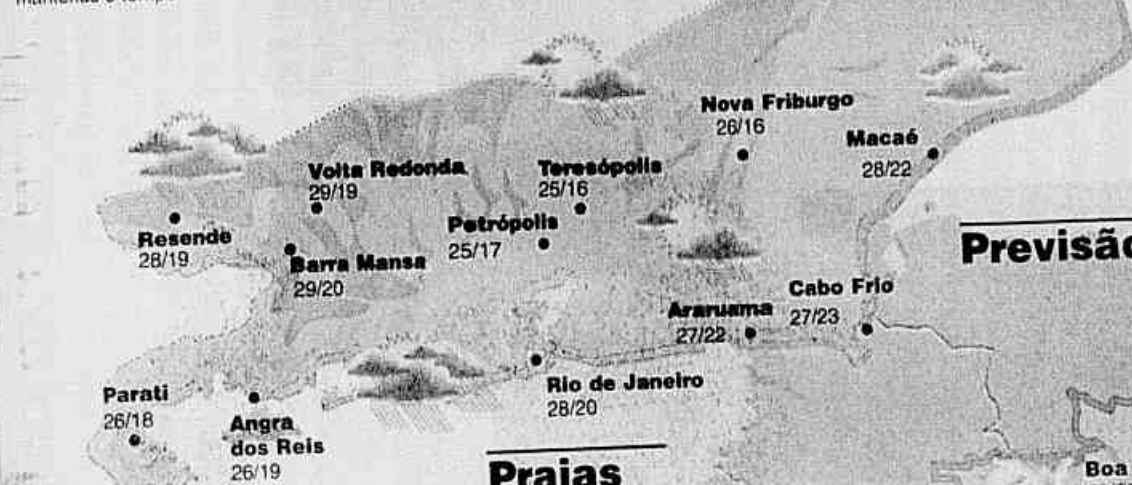 Nova Friburgo
26/16
Macaé
28/22
Volta Redonda
29/19
Teresópolis
25/16
Petrópolis
25/17
Resende
28/19
Barra Mansa
29/20
Previsão
Cabo Frio
27/23
Araruama
27/22
Rio de Janeiro
28/20
Parati
26/18
Angra
dos Reis
26/19
Praias
Boa